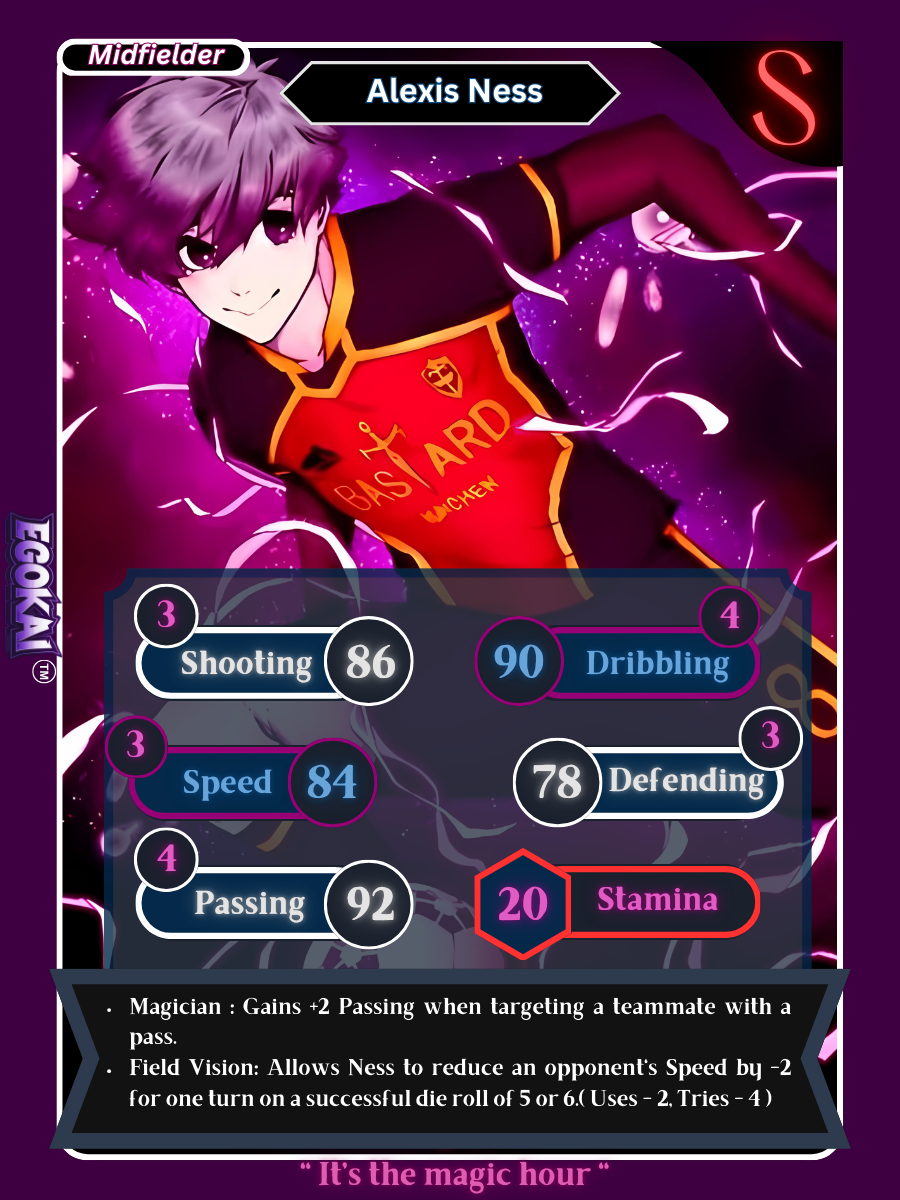 Midfielder
Alexis Ness
S
BASTARD
MÜNCHEN
EGOKAI
TM
3
Shooting 86
4
90 Dribbling
3
Speed 84
3
78 Defending
4
Passing 92
20 Stamina
• Magician : Gains +2 Passing when targeting a teammate with a
pass.
• Field Vision: Allows Ness to reduce an opponent's Speed by -2
for one turn on a successful die roll of 5 or 6.( Uses - 2, Tries - 4 )
“ It's the magic hour “